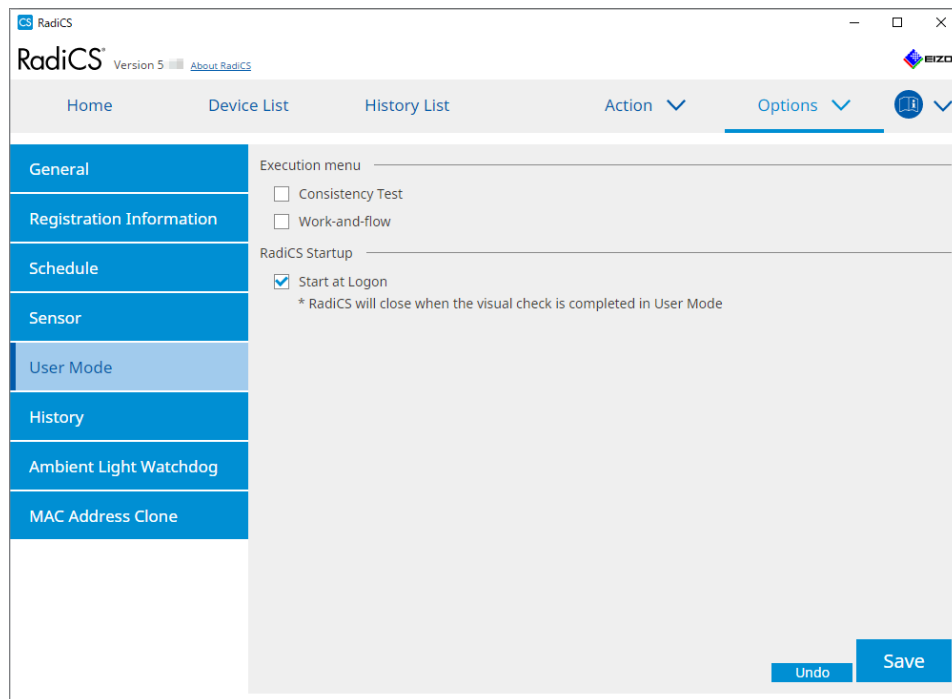 CS RadiCS
RadiCS® Version 5 About RadiCS
EIZO
Home Device List History List Action Options
General
Registration Information
Schedule
Sensor
User Mode
History
Ambient Light Watchdog
MAC Address Clone
Execution menu
Consistency Test
Work-and-flow
RadiCS Startup
Start at Logon
* RadiCS will close when the visual check is completed in User Mode
Undo Save